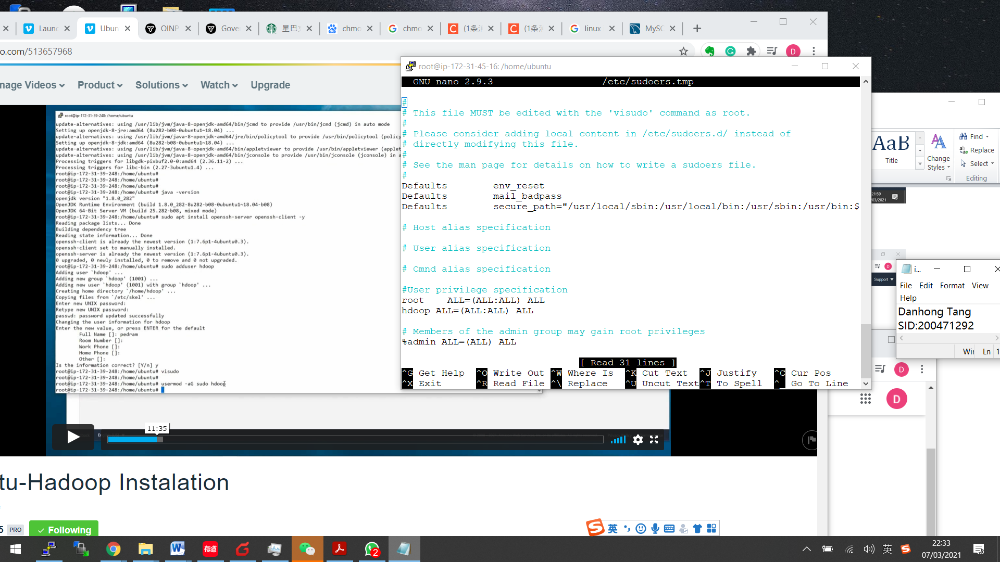 Launc
Ubun
OINP
Gove
星巴
chmo
chmo
(1条
(1条
linux
MySC
o.com/513657968
D
nage Videos
Product
Solutions
Watch
Upgrade
root@ip-172-31-39-248: /home/ubuntu
update-alternatives: using /usr/lib/jvm/java-8-openjdk-amd64/bin/jcmd to provide /usr/bin/jcmd (jcmd) in auto mode
Setting up openjdk-8-jre:amd64 (8u282-b08-0ubuntu1~18.04) ...
update-alternatives: using /usr/lib/jvm/java-8-openjdk-amd64/jre/bin/policytool to provide /usr/bin/policytool (policy
Setting up openjdk-8-jdk:amd64 (8u282-b08-0ubuntu1~18.04) ...
update-alternatives: using /usr/lib/jvm/java-8-openjdk-amd64/bin/appletviewer to provide /usr/bin/appletviewer (applet
update-alternatives: using /usr/lib/jvm/java-8-openjdk-amd64/bin/jconsole to provide /usr/bin/jconsole (jconsole) in a
Processing triggers for libgdk-pixbuf2.0-0:amd64 (2.36.11-2) ...
Processing triggers for libc-bin (2.27-3ubuntu1.4) ...
root@ip-172-31-39-248:/home/ubuntu#
root@ip-172-31-39-248:/home/ubuntu#
root@ip-172-31-39-248:/home/ubuntu#
root@ip-172-31-39-248:/home/ubuntu# java -version
openjdk version "1.8.0_282"
OpenJDK Runtime Environment (build 1.8.0_282-8u282-b08-0ubuntu1~18.04-b08)
OpenJDK 64-Bit Server VM (build 25.282-b08, mixed mode)
root@ip-172-31-39-248:/home/ubuntu# sudo apt install openssh-server openssh-client -y
Reading package lists... Done
Building dependency tree
Reading state information... Done
openssh-client is already the newest version (1:7.6p1-4ubuntu0.3).
openssh-client set to manually installed.
openssh-server is already the newest version (1:7.6p1-4ubuntu0.3).
0 upgraded, 0 newly installed, 0 to remove and 0 not upgraded.
root@ip-172-31-39-248:/home/ubuntu# sudo adduser hdoop
Adding user `hdoop' ...
Adding new group `hdoop' (1001) ...
Adding new user `hdoop' (1001) with group `hdoop' ...
Creating home directory `/home/hdoop' ...
Copying files from `/etc/skel' ...
Enter new UNIX password:
Retype new UNIX password:
passwd: password updated successfully
Changing the user information for hdoop
Enter the new value, or press ENTER for the default
Full Name []: pedram
Room Number []:
Work Phone []:
Home Phone []:
Other []:
Is the information correct? [Y/n] y
root@ip-172-31-39-248:/home/ubuntu# visudo
root@ip-172-31-39-248:/home/ubuntu#
root@ip-172-31-39-248:/home/ubuntu# usermod -aG sudo hdoop
root@ip-172-31-39-248:/home/ubuntu#
11:35
tu-Hadoop Instalation
5 PRO
Following
root@ip-172-31-45-16: /home/ubuntu
GNU nano 2.9.3 /etc/sudoers.tmp
#
# This file MUST be edited with the 'visudo' command as root.
#
# Please consider adding local content in /etc/sudoers.d/ instead of
# directly modifying this file.
#
# See the man page for details on how to write a sudoers file.
#
Defaults env_reset
Defaults mail_badpass
Defaults secure_path="/usr/local/sbin:/usr/local/bin:/usr/sbin:/usr/bin:$
# Host alias specification
# User alias specification
# Cmnd alias specification
#User privilege specification
root ALL=(ALL:ALL) ALL
hdoop ALL=(ALL:ALL) ALL
# Members of the admin group may gain root privileges
%admin ALL=(ALL) ALL
[ Read 31 lines ]
^G Get Help ^O Write Out ^W Where Is ^K Cut Text ^J Justify ^C Cur Pos
^X Exit ^R Read File ^\ Replace ^U Uncut Text ^T To Spell ^_ Go To Line
AaB
Title
Change
Styles
Find
Replace
Select
Editing
21:59
03/2021
D
Support
i...
File Edit Format View
Help
Danhong Tang
SID:200471292
Wi Ln 1
D
D
英
有道
2
英
22:33
07/03/2021